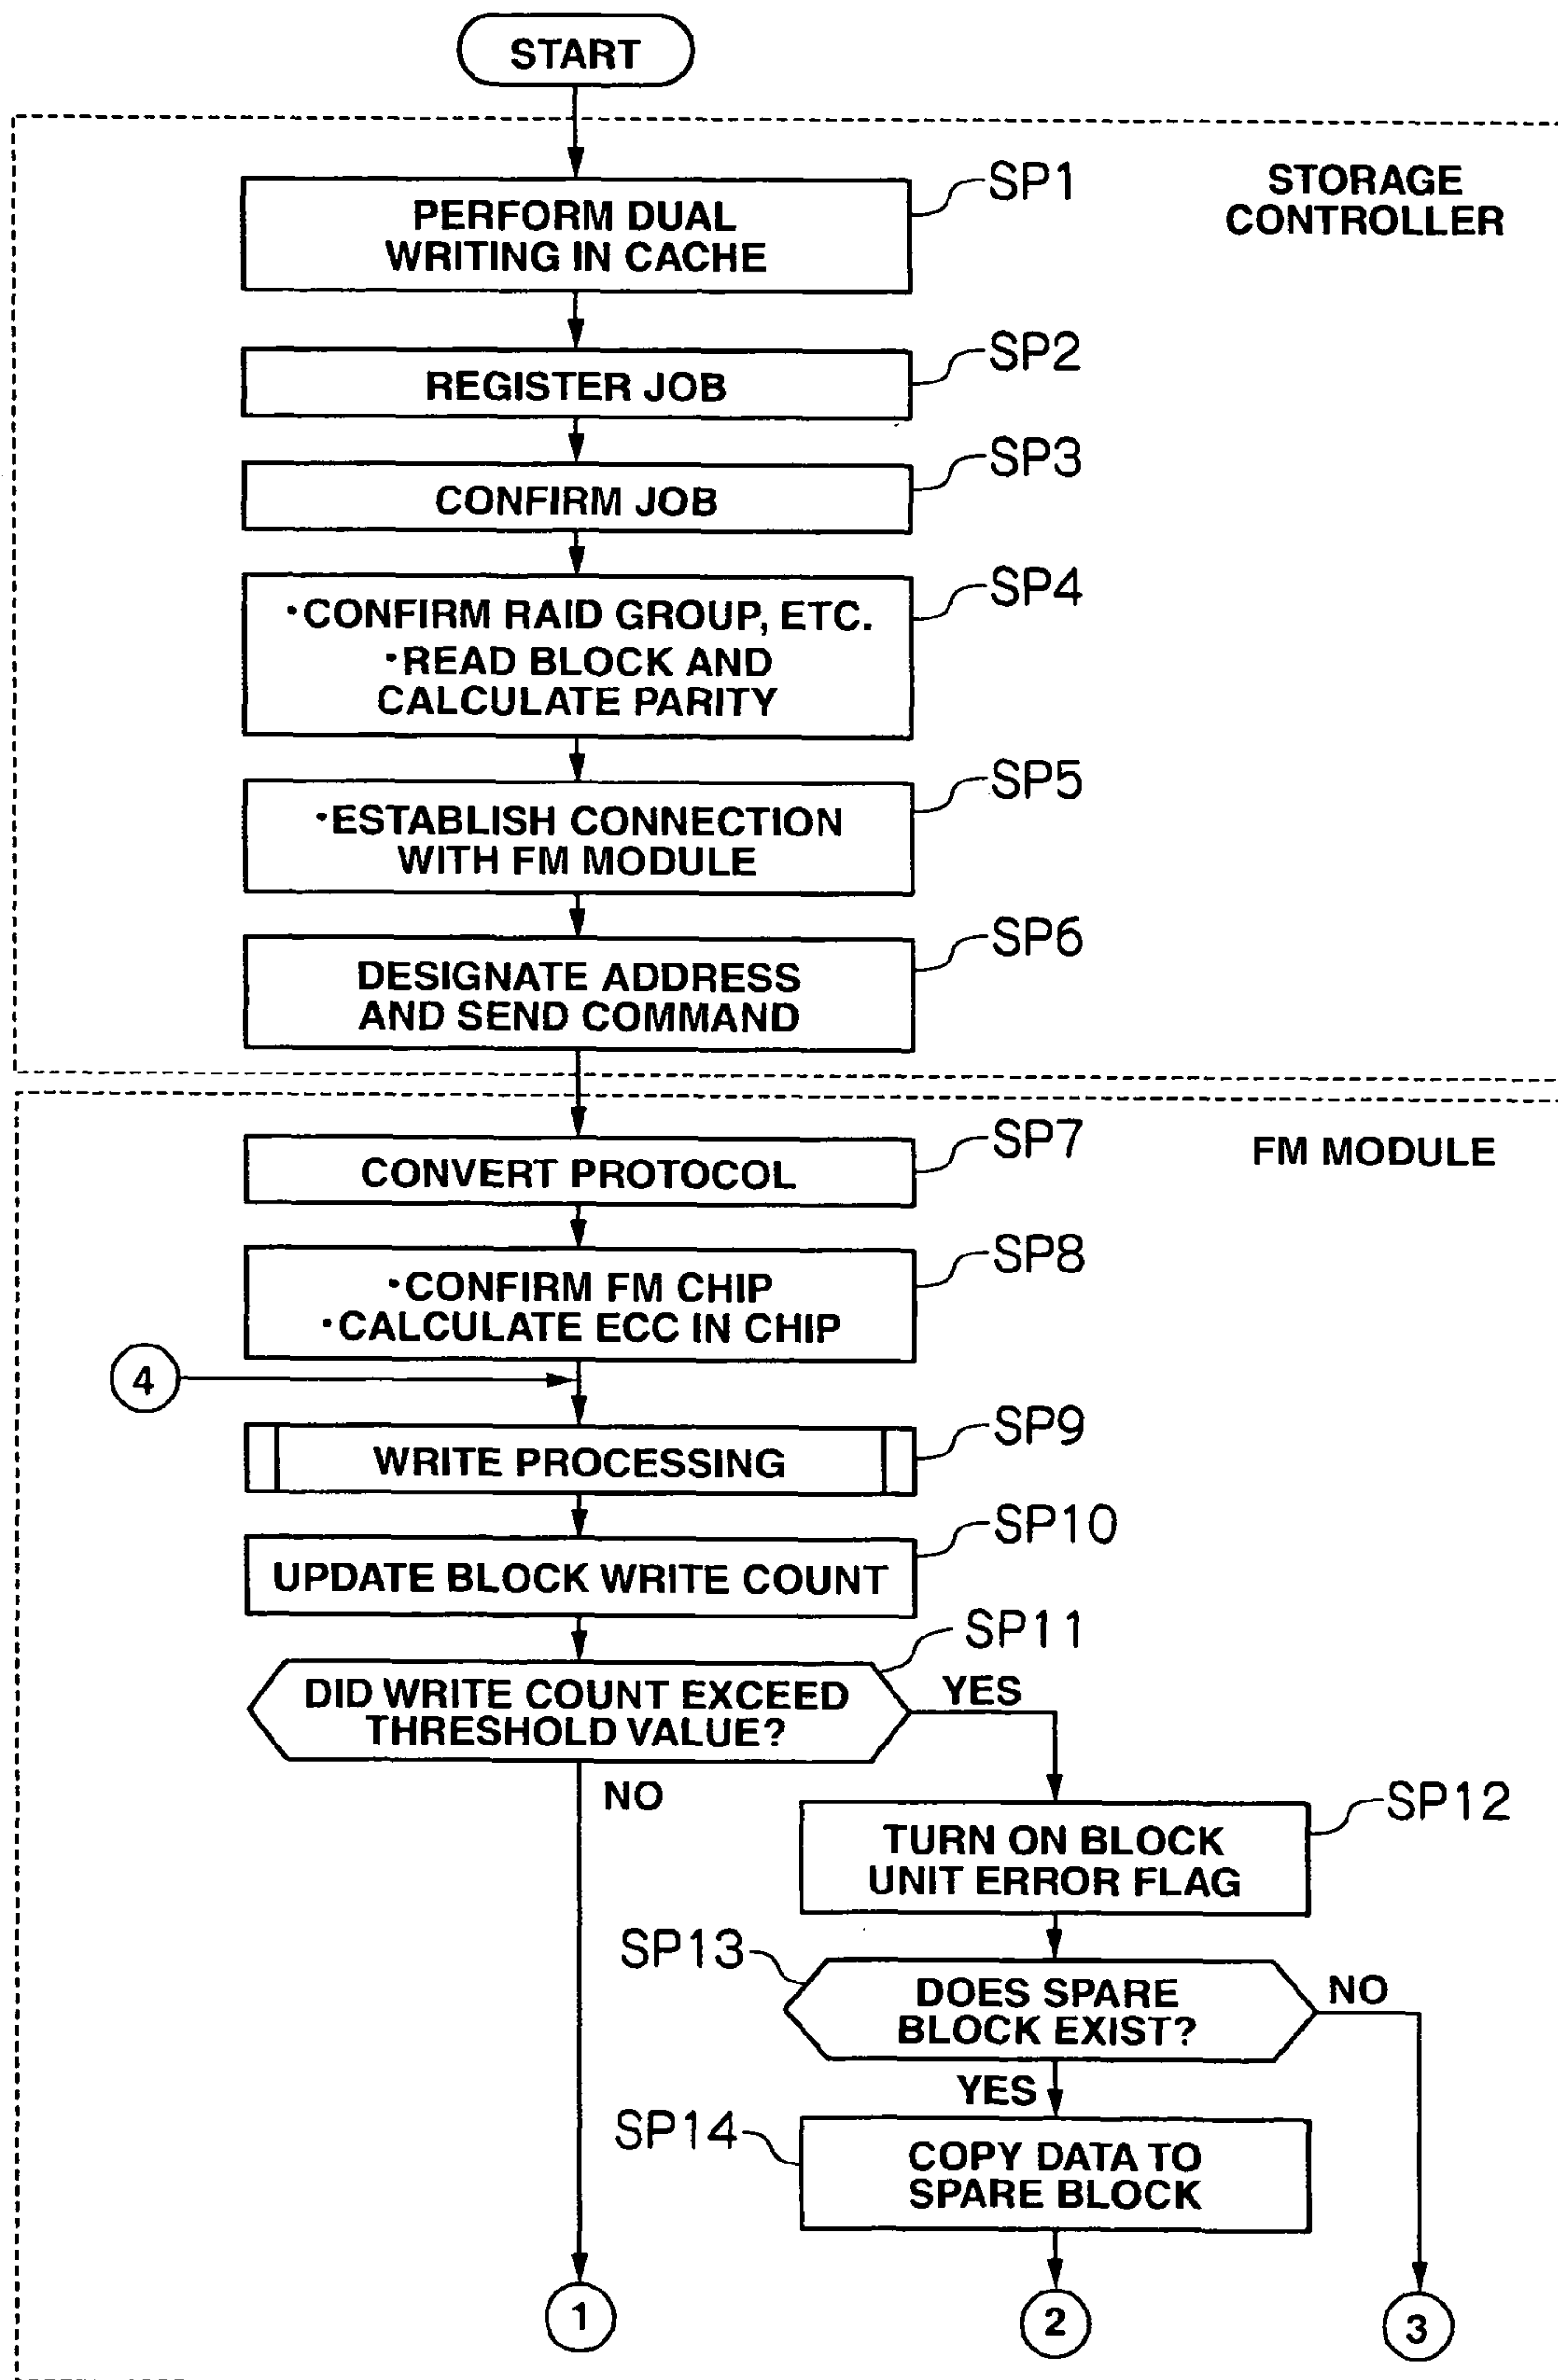 START
SP1
STORAGE
CONTROLLER
PERFORM DUAL
WRITING IN CACHE
SP2
REGISTER JOB
SP3
CONFIRM JOB
SP4
·CONFIRM RAID GROUP, ETC.
·READ BLOCK AND
CALCULATE PARITY
SP5
·ESTABLISH CONNECTION
WITH FM MODULE
SP6
DESIGNATE ADDRESS
AND SEND COMMAND
SP7
FM MODULE
CONVERT PROTOCOL
SP8
·CONFIRM FM CHIP
·CALCULATE ECC IN CHIP
4
SP9
WRITE PROCESSING
SP10
UPDATE BLOCK WRITE COUNT
SP11
DID WRITE COUNT EXCEED
THRESHOLD VALUE?
YES
NO
SP12
TURN ON BLOCK
UNIT ERROR FLAG
SP13
DOES SPARE
BLOCK EXIST?
NO
YES
SP14
COPY DATA TO
SPARE BLOCK
1
2
3